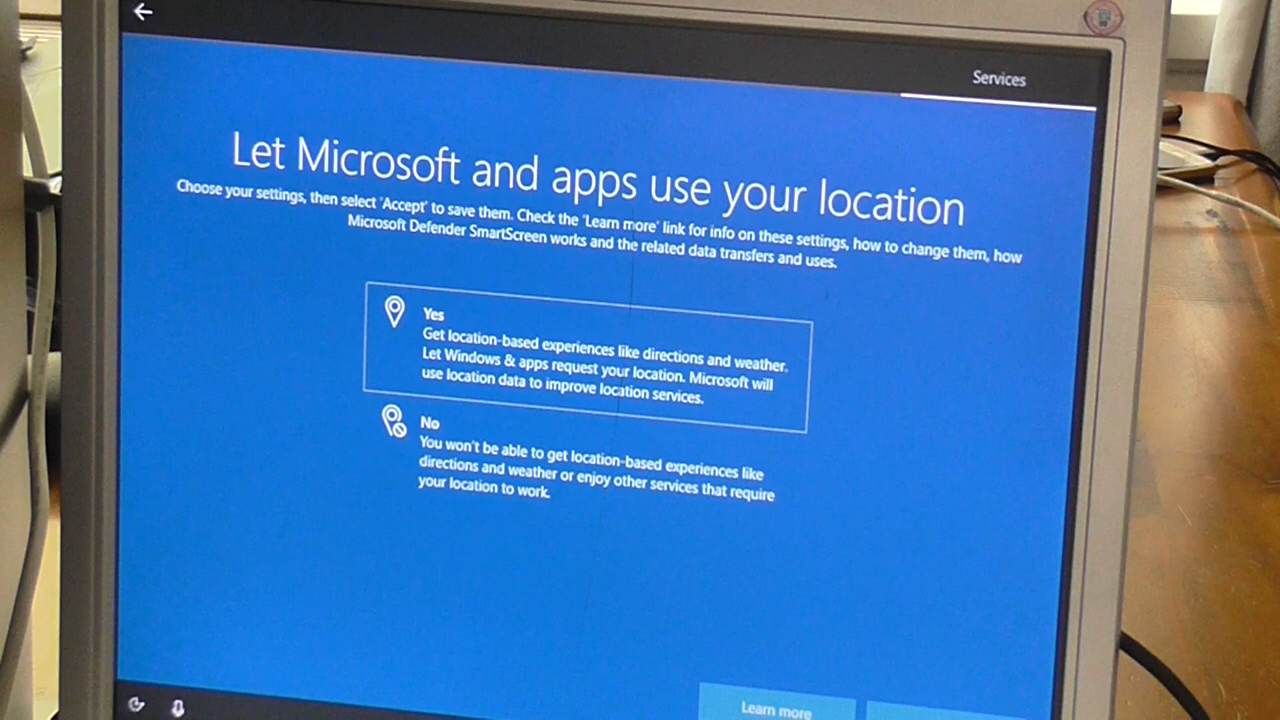 Services
Let Microsoft and apps use your location
Choose your settings, then select 'Accept' to save them. Check the 'Learn more' link for info on these settings, how to change them, how
Microsoft Defender SmartScreen works and the related data transfers and uses.
Yes
Get location-based experiences like directions and weather.
Let Windows & apps request your location. Microsoft will
use location data to improve location services.
No
You won't be able to get location-based experiences like
directions and weather or enjoy other services that require
your location to work.
Learn more